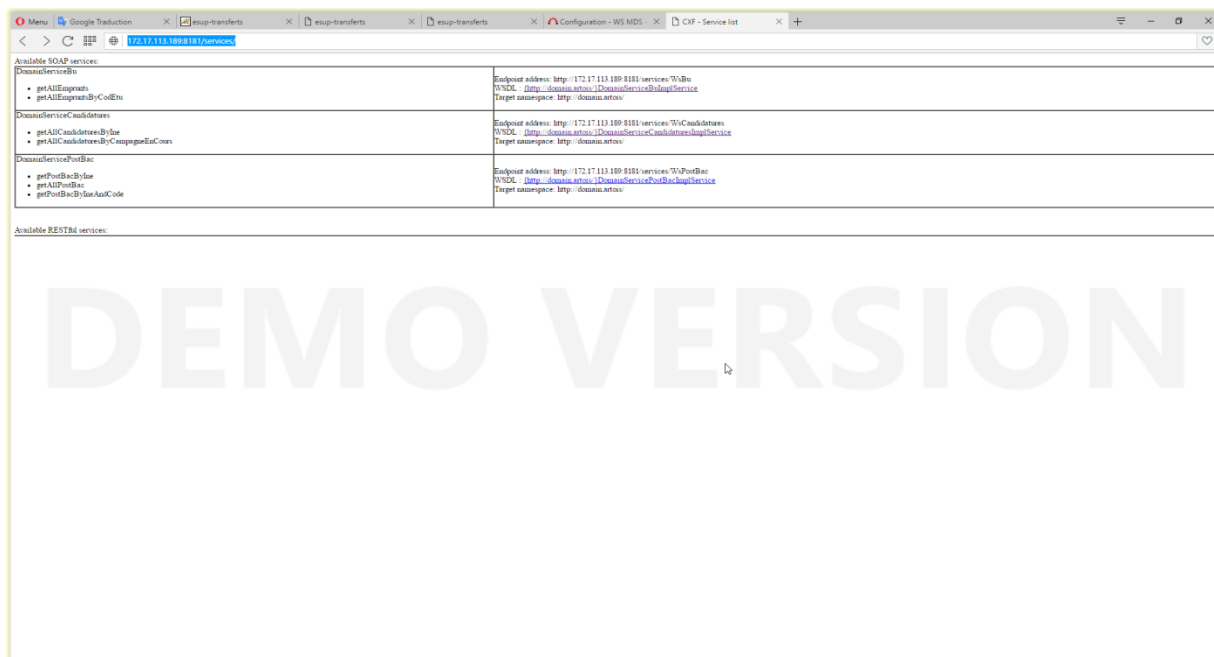 Menu
Google Traduction
esup-transferts
esup-transferts
esup-transferts
Configuration - WS MDS -
CXF - Service list
172.17.113.189:8181/services/
Available SOAP services:
DomainServiceBu
getAllEmprunts
getAllEmpruntsByCodEtu
Endpoint address: http://172.17.113.189:8181/services/WsBu
WSDL : {http://domain.artois/}DomainServiceBuImplService
Target namespace: http://domain.artois/
DomainServiceCandidatures
getAllCandidaturesByIne
getAllCandidaturesByCampagneEnCours
Endpoint address: http://172.17.113.189:8181/services/WsCandidatures
WSDL : {http://domain.artois/}DomainServiceCandidaturesImplService
Target namespace: http://domain.artois/
DomainServicePostBac
getPostBacByIne
getAllPostBac
getPostBacByIneAndCode
Endpoint address: http://172.17.113.189:8181/services/WsPostBac
WSDL : {http://domain.artois/}DomainServicePostBacImplService
Target namespace: http://domain.artois/
Available RESTful services:
DEMO VERSION